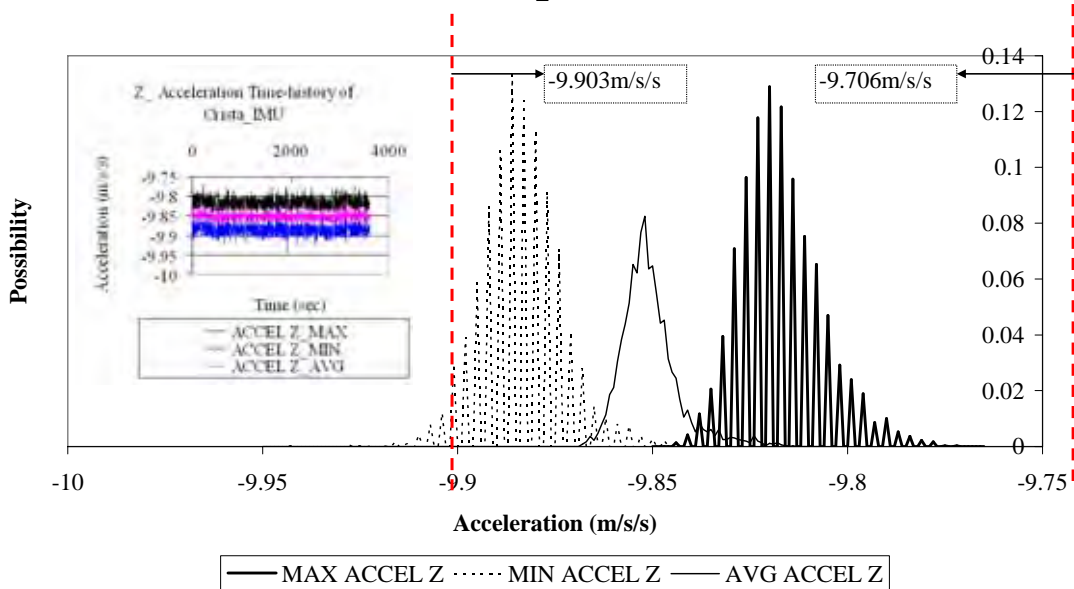 -9.903m/s/s
-9.706m/s/s
0.14
0.12
0.1
0.08
0.06
0.04
0.02
0
Possibility
Z_ Acceleration Time-history of
Crista_IMU
0 2000 4000
-9.75
-9.8
-9.85
-9.9
-9.95
-10
Acceleration (m/s/s)
Time (sec)
ACCEL Z_MAX
ACCEL Z_MIN
ACCEL Z_AVG
-10 -9.95 -9.9 -9.85 -9.8 -9.75
Acceleration (m/s/s)
MAX ACCEL Z MIN ACCEL Z AVG ACCEL Z